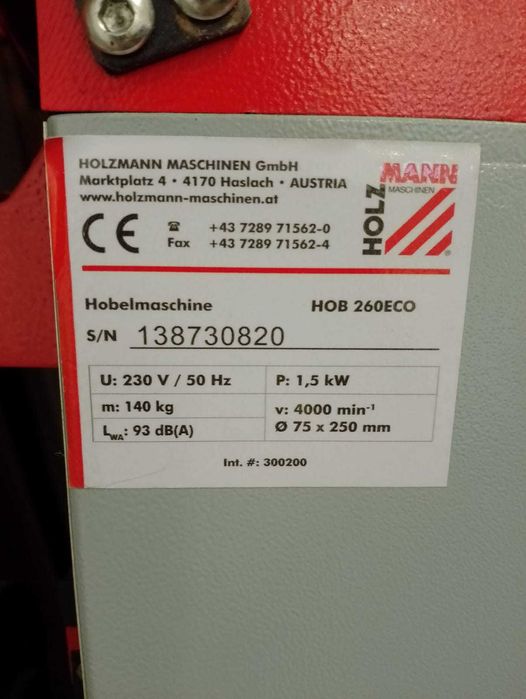 HOLZMANN MASCHINEN GmbH
Marktplatz 4 • 4170 Haslach • AUSTRIA
www.holzmann-maschinen.at
CE
☎ +43 7289 71562-0
Fax +43 7289 71562-4
HOLZ
MANN
MASCHINEN
®
Hobelmaschine HOB 260ECO
S/N 138730820
U: 230 V / 50 Hz
P: 1,5 kW
m: 140 kg
v: 4000 min⁻¹
LWA: 93 dB(A)
Ø 75 x 250 mm
Int. #: 300200